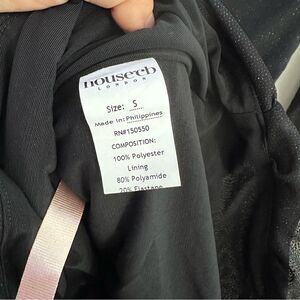 house of cb
LONDON
Size: S
Made in: Philippines
RN#150550
COMPOSITION:
100% Polyester
Lining
80% Polyamide
20% Elastane